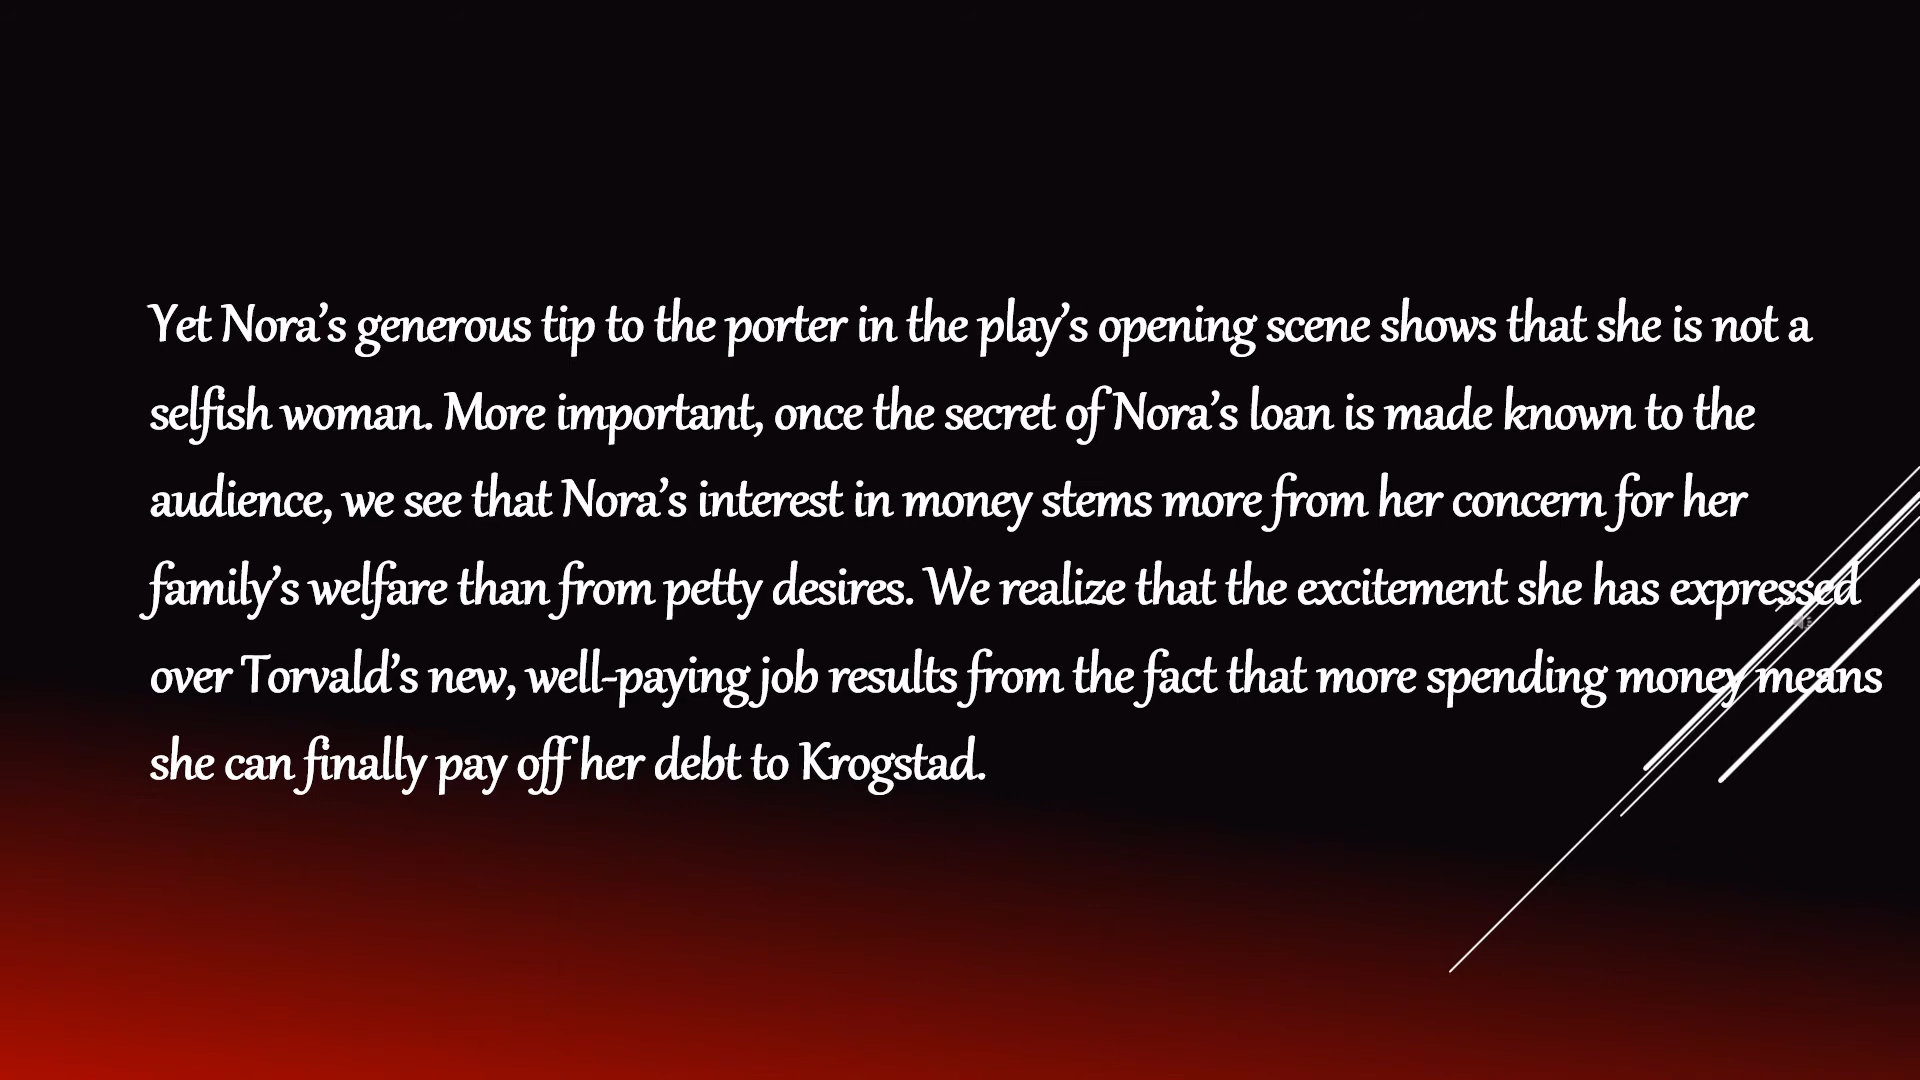 Yet Nora’s generous tip to the porter in the play’s opening scene shows that she is not a
selfish woman. More important, once the secret of Nora’s loan is made known to the
audience, we see that Nora’s interest in money stems more from her concern for her
family’s welfare than from petty desires. We realize that the excitement she has expressed
over Torvald’s new, well-paying job results from the fact that more spending money means
she can finally pay off her debt to Krogstad.